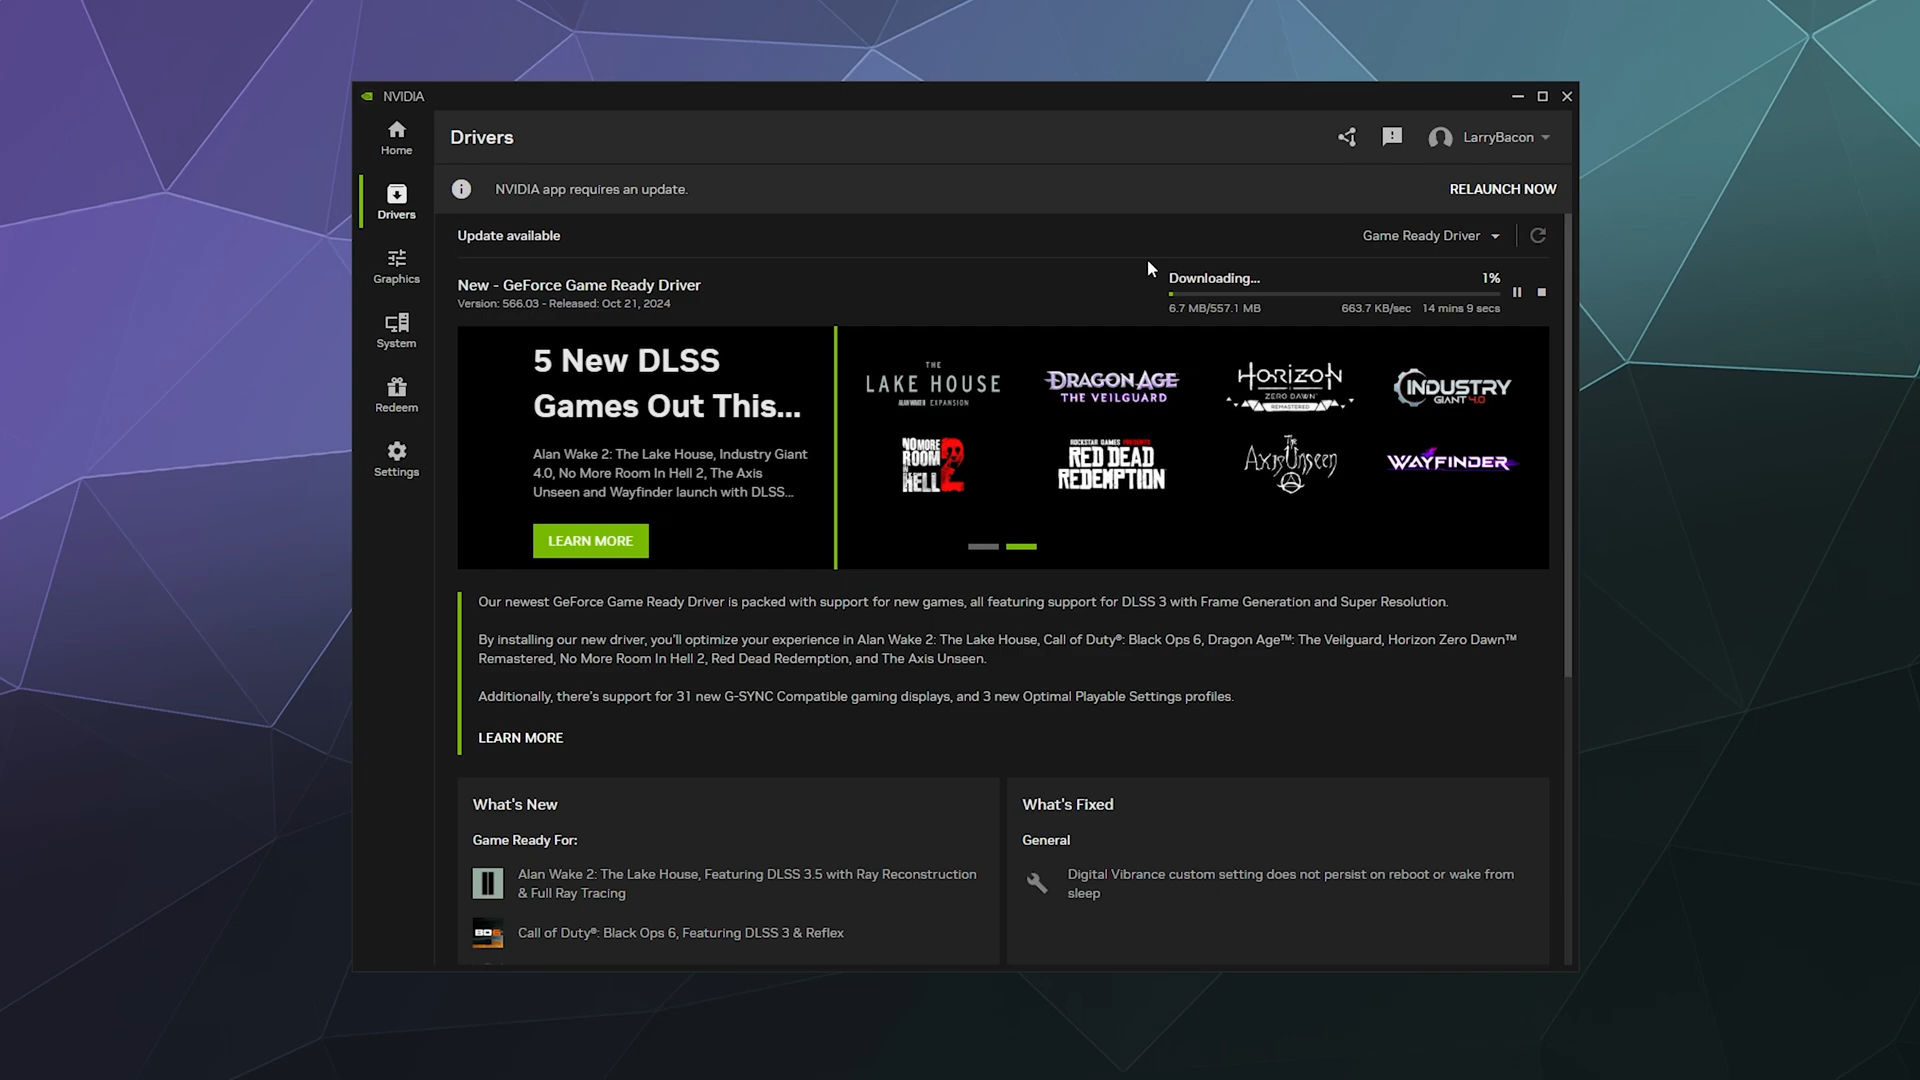 NVIDIA
Home
Drivers
Graphics
System
Redeem
Settings
Drivers
LarryBacon
NVIDIA app requires an update.
RELAUNCH NOW
Update available
Game Ready Driver
New - GeForce Game Ready Driver
Version: 566.03 - Released: Oct 21, 2024
Downloading...
1%
6.7 MB/557.1 MB
663.7 KB/sec
14 mins 9 secs
5 New DLSS
Games Out This...
Alan Wake 2: The Lake House, Industry Giant
4.0, No More Room In Hell 2, The Axis
Unseen and Wayfinder launch with DLSS...
LEARN MORE
THE
LAKE HOUSE
ALAN WAKE II EXPANSION
DRAGON AGE
THE VEILGUARD
HORIZON
ZERO DAWN
REMASTERED
INDUSTRY
GIANT 4.0
NO MORE
ROOM
IN
HELL 2
ROCKSTAR GAMES PRESENTS
RED DEAD
REDEMPTION
THE
AXIS UNSEEN
WAYFINDER
Our newest GeForce Game Ready Driver is packed with support for new games, all featuring support for DLSS 3 with Frame Generation and Super Resolution.
By installing our new driver, you'll optimize your experience in Alan Wake 2: The Lake House, Call of Duty®: Black Ops 6, Dragon Age™: The Veilguard, Horizon Zero Dawn™
Remastered, No More Room In Hell 2, Red Dead Redemption, and The Axis Unseen.
Additionally, there's support for 31 new G-SYNC Compatible gaming displays, and 3 new Optimal Playable Settings profiles.
LEARN MORE
What's New
Game Ready For:
Alan Wake 2: The Lake House, Featuring DLSS 3.5 with Ray Reconstruction
& Full Ray Tracing
BO6
Call of Duty®: Black Ops 6, Featuring DLSS 3 & Reflex
What's Fixed
General
Digital Vibrance custom setting does not persist on reboot or wake from
sleep